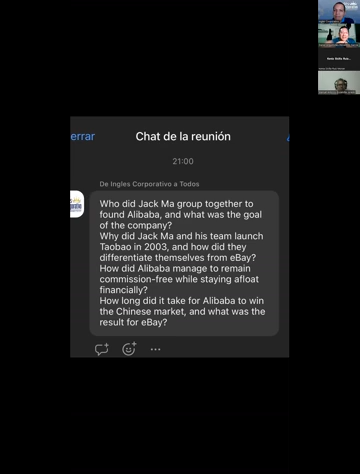 errar
Chat de la reunión
21:00
De Ingles Corporativo a Todos
Who did Jack Ma group together to
found Alibaba, and what was the goal
of the company?
Why did Jack Ma and his team launch
Taobao in 2003, and how did they
differentiate themselves from eBay?
How did Alibaba manage to remain
commission-free while staying afloat
financially?
How long did it take for Alibaba to win
the Chinese market, and what was the
result for eBay?